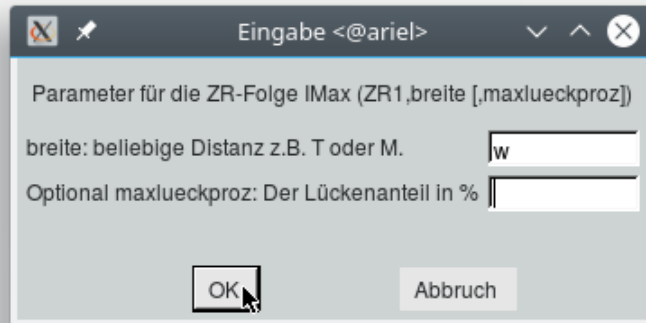 Eingabe <@ariel>
Parameter für die ZR-Folge IMax (ZR1,breite [,maxlueckproz])
breite: beliebige Distanz z.B. T oder M. w
Optional maxlueckproz: Der Lückenanteil in %
OK Abbruch